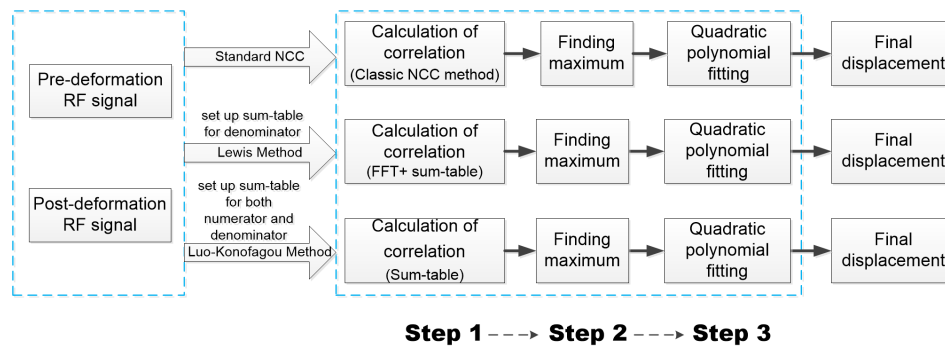 Pre-deformation
RF signal
Post-deformation
RF signal
Standard NCC
set up sum-table
for denominator
Lewis Method
set up sum-table
for both
numerator and
denominator
Luo-Konofagou Method
Calculation of
correlation
(Classic NCC method)
Finding
maximum
Quadratic
polynomial
fitting
Final
displacement
Calculation of
correlation
(FFT+ sum-table)
Finding
maximum
Quadratic
polynomial
fitting
Final
displacement
Calculation of
correlation
(Sum-table)
Finding
maximum
Quadratic
polynomial
fitting
Final
displacement
Step 1 Step 2 Step 3